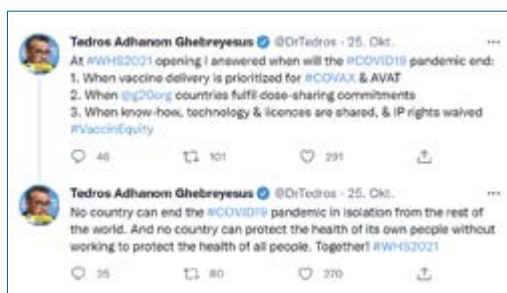 Tedros Adhanom Ghebreyesus @DrTedros · 25. Okt.
At #WHS2021 opening I answered when will the #COVID19 pandemic end:
1. When vaccine delivery is prioritized for #COVAX & AVAT
2. When @g20org countries fulfil dose-sharing commitments
3. When know-how, technology & licences are shared, & IP rights waived
#VaccinEquity
46 101 291
Tedros Adhanom Ghebreyesus @DrTedros · 25. Okt.
No country can end the #COVID19 pandemic in isolation from the rest of
the world. And no country can protect the health of its own people without
working to protect the health of all people. Together! #WHS2021
35 80 270